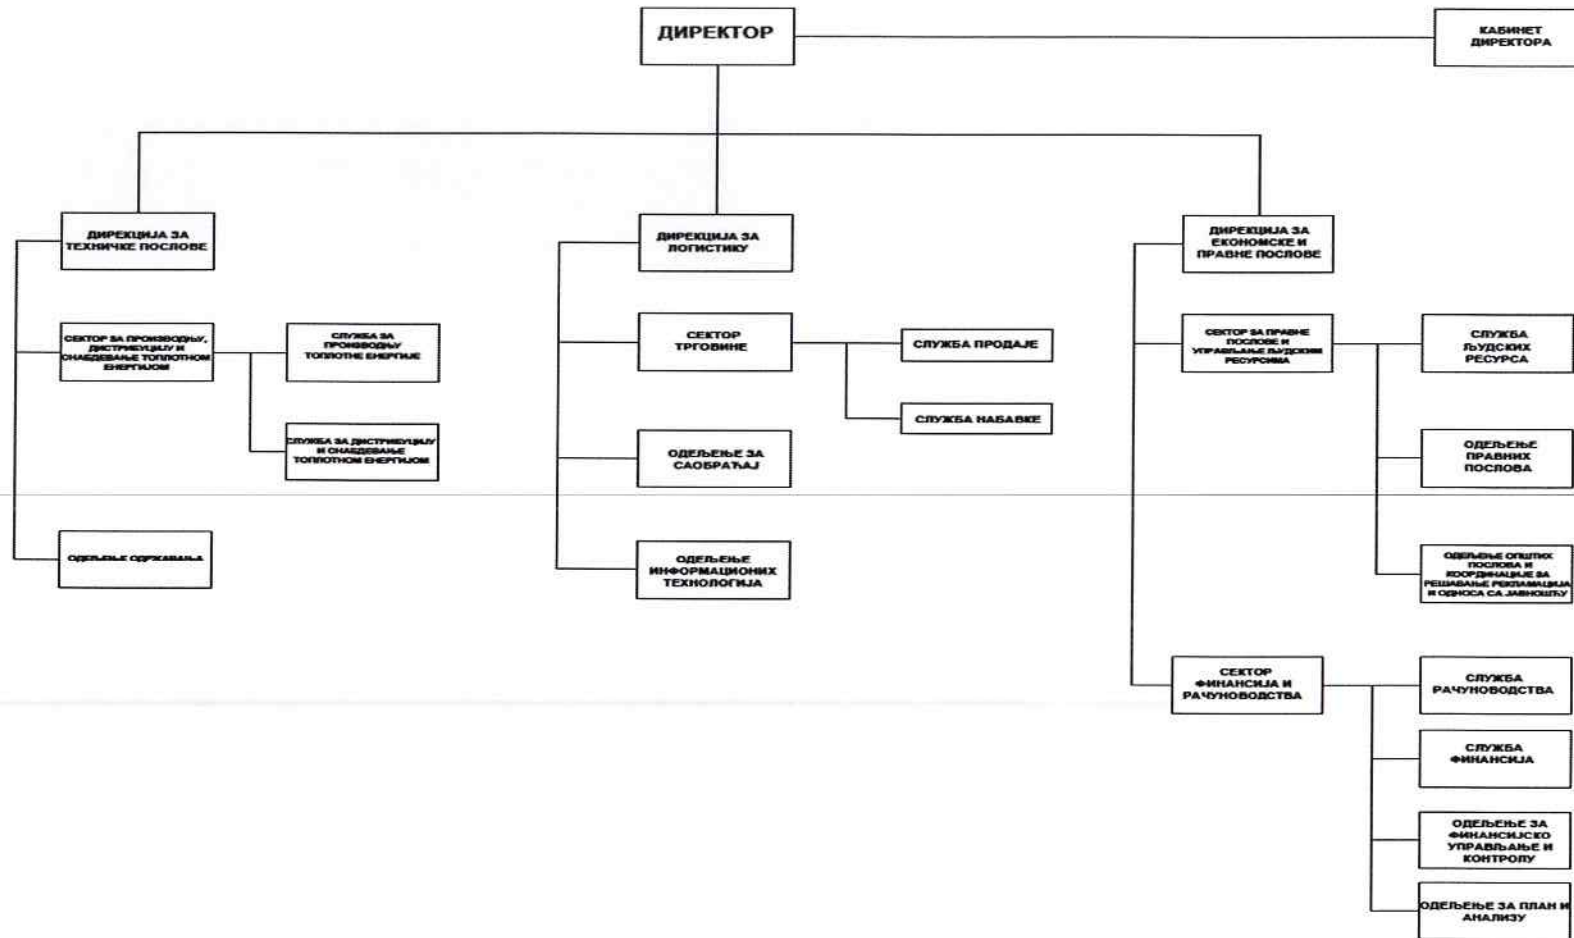 ДИРЕКТОР
КАБИНЕТ
ДИРЕКТОРА
ДИРЕКЦИЈА ЗА
ТЕХНИЧКЕ ПОСЛОВЕ
СЕКТОР ЗА ПРОИЗВОДЊУ,
ДИСТРИБУЦИЈУ И
СНАБДЕВАЊЕ ТОПЛОТНОМ
ЕНЕРГИЈОМ
СЛУЖБА ЗА
ПРОИЗВОДЊУ
ТОПЛОТНЕ ЕНЕРГИЈЕ
СЛУЖБА ЗА ДИСТРИБУЦИЈУ
И СНАБДЕВАЊЕ
ТОПЛОТНОМ ЕНЕРГИЈОМ
ОДЕЉЕЊЕ ОДРЖАВАЊА
ДИРЕКЦИЈА ЗА
ЛОГИСТИКУ
СЕКТОР
ТРГОВИНЕ
СЛУЖБА ПРОДАЈЕ
СЛУЖБА НАБАВКЕ
ОДЕЉЕЊЕ ЗА
САОБРАЋАЈ
ОДЕЉЕЊЕ
ИНФОРМАЦИОНИХ
ТЕХНОЛОГИЈА
ДИРЕКЦИЈА ЗА
ЕКОНОМСКЕ И
ПРАВНЕ ПОСЛОВЕ
СЕКТОР ЗА ПРАВНЕ
ПОСЛОВЕ И
УПРАВЉАЊЕ ЉУДСКИМ
РЕСУРСИМА
СЛУЖБА
ЉУДСКИХ
РЕСУРСА
ОДЕЉЕЊЕ
ПРАВНИХ
ПОСЛОВА
ОДЕЉЕЊЕ ОПШТИХ
ПОСЛОВА И
КООРДИНАЦИЈЕ ЗА
РЕШАВАЊЕ РЕКЛАМАЦИЈА
И ОДНОСА СА ЈАВНОШЋУ
СЕКТОР
ФИНАНСИЈА И
РАЧУНОВОДСТВА
СЛУЖБА
РАЧУНОВОДСТВА
СЛУЖБА
ФИНАНСИЈА
ОДЕЉЕЊЕ ЗА
ФИНАНСИЈСКО
УПРАВЉАЊЕ И
КОНТРОЛУ
ОДЕЉЕЊЕ ЗА ПЛАН И
АНАЛИЗУ